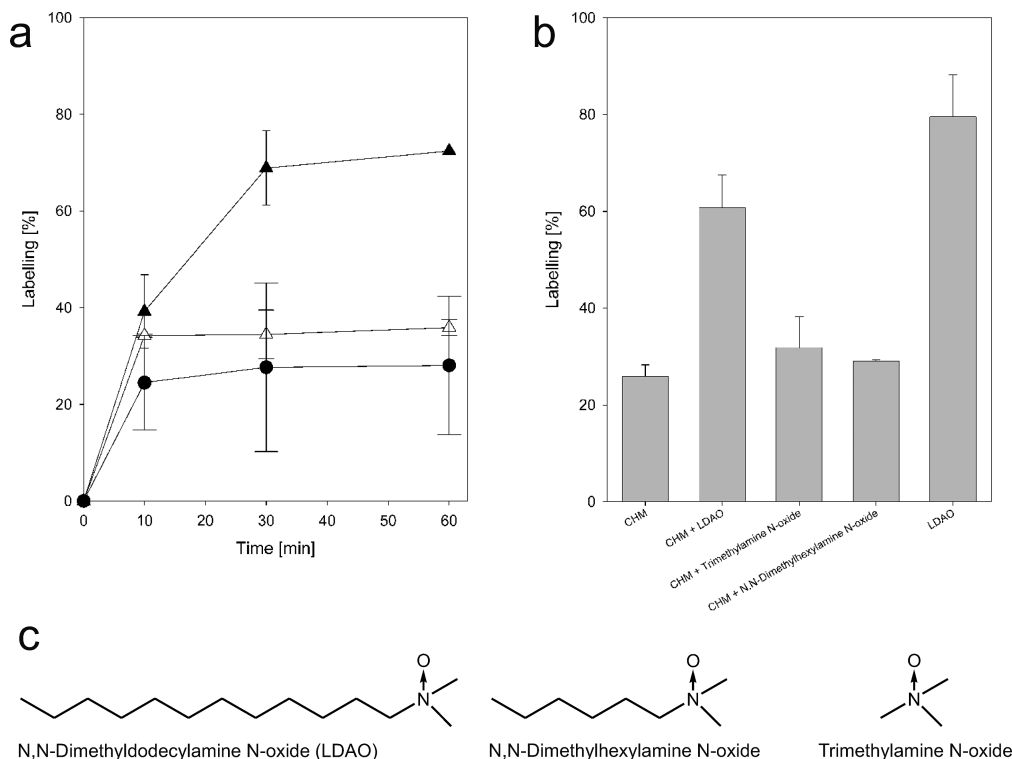 a
100
80
60
40
20
0
Labelling [%]
0 10 20 30 40 50 60
Time [min]
b
100
80
60
40
20
0
Labelling [%]
CHM
CHM + LDAO
CHM + Trimethylamine N-oxide
CHM + N.N-Dimethylhexylamine N-oxide
LDAO
c
O
N
N,N-Dimethyldodecylamine N-oxide (LDAO)
O
N
N,N-Dimethylhexylamine N-oxide
O
N
Trimethylamine N-oxide